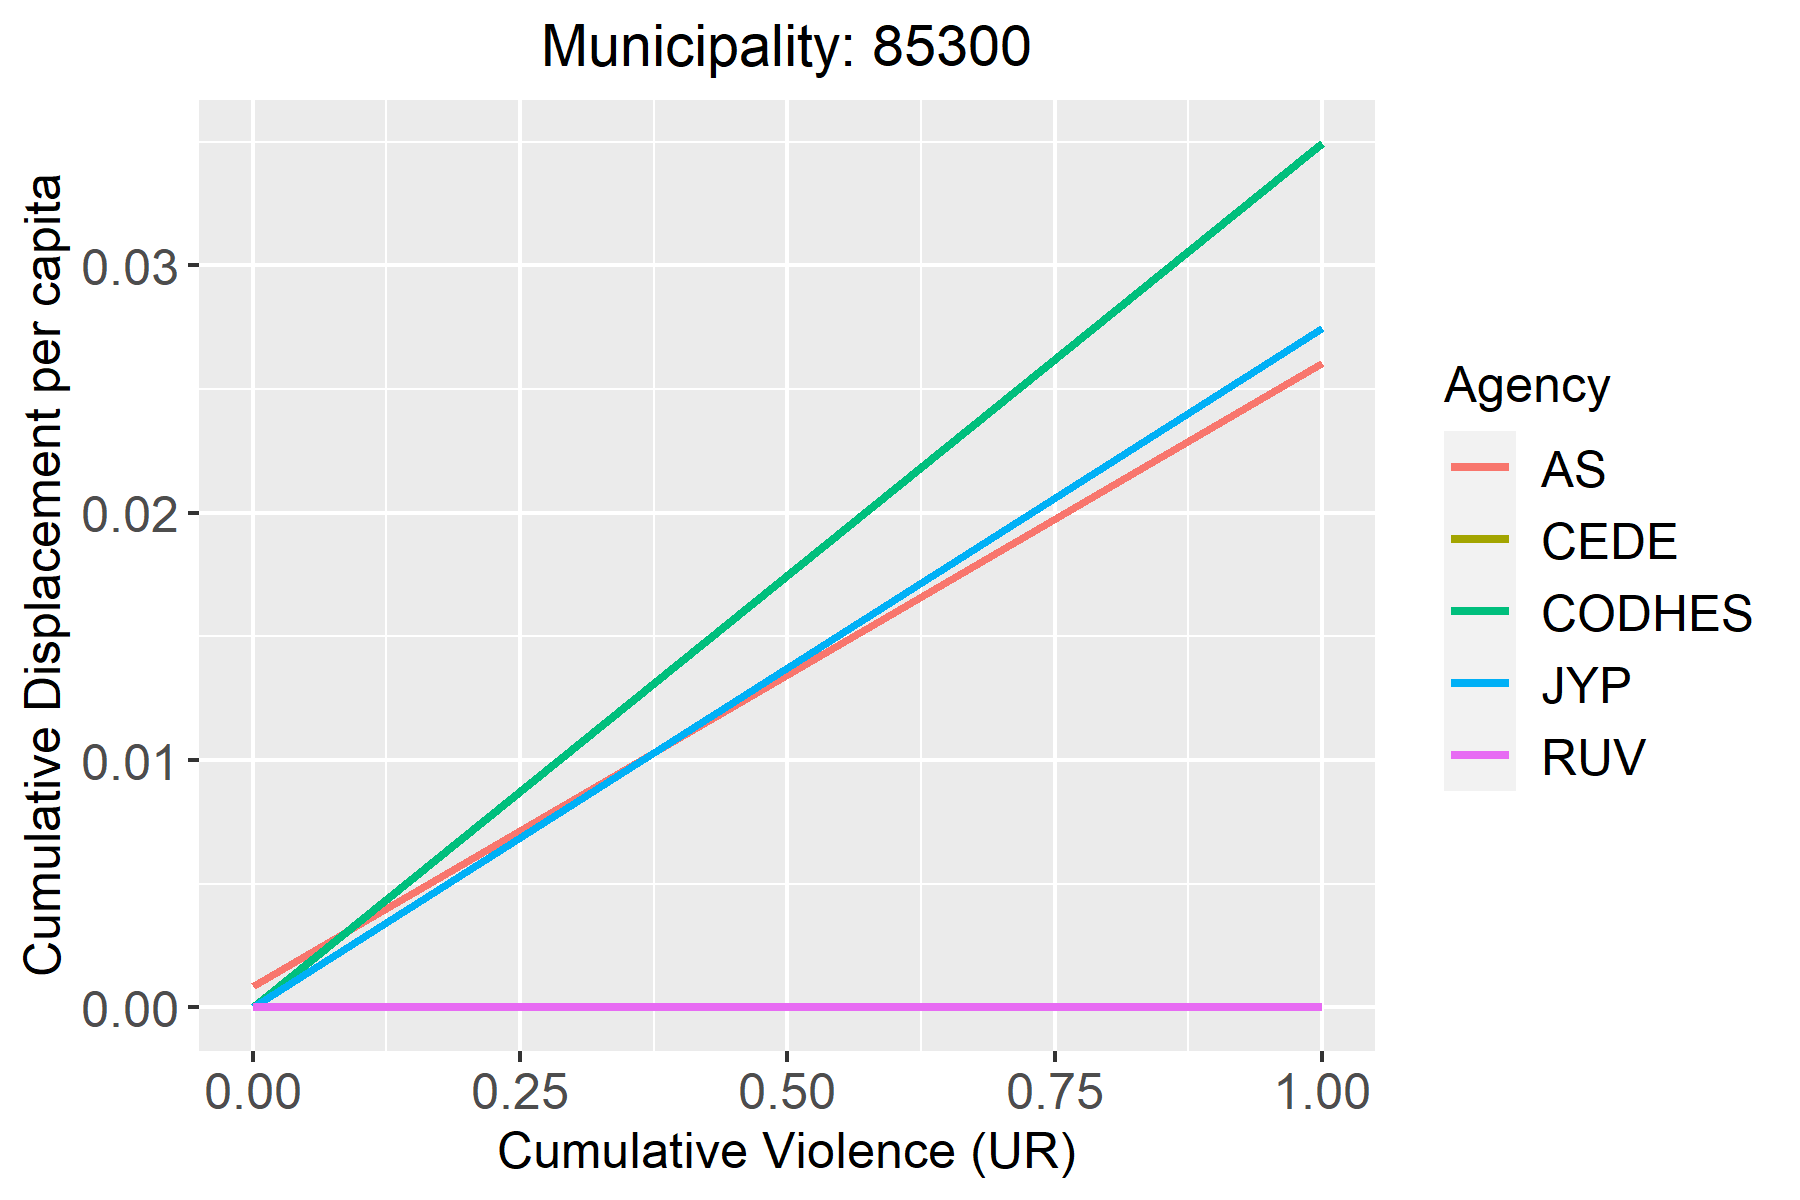 Municipality: 85300
Cumulative Displacement per capita
0.03
0.02
0.01
0.00
0.00 0.25 0.50 0.75 1.00
Cumulative Violence (UR)
Agency
AS
CEDE
CODHES
JYP
RUV